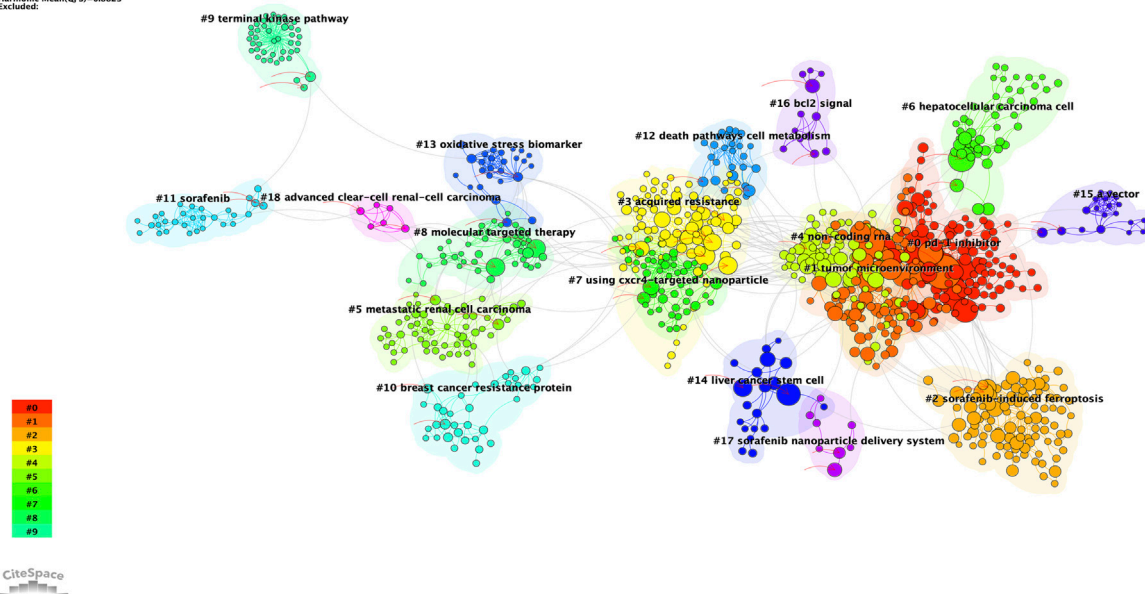 Excluded:
#9 terminal kinase pathway
#16 bcl2 signal
#6 hepatocellular carcinoma cell
#12 death pathways cell metabolism
#13 oxidative stress biomarker
#11 sorafenib
#18 advanced clear-cell renal-cell carcinoma
#3 acquired resistance
#15 a vector
#8 molecular targeted therapy
#4 non-coding rna
#0 pd-1 inhibitor
#1 tumor microenvironment
#7 using cxcr4-targeted nanoparticle
#5 metastatic renal cell carcinoma
#14 liver cancer stem cell
#10 breast cancer resistance protein
#2 sorafenib-induced ferroptosis
#17 sorafenib nanoparticle delivery system
#0
#1
#2
#3
#4
#5
#6
#7
#8
#9
CiteSpace